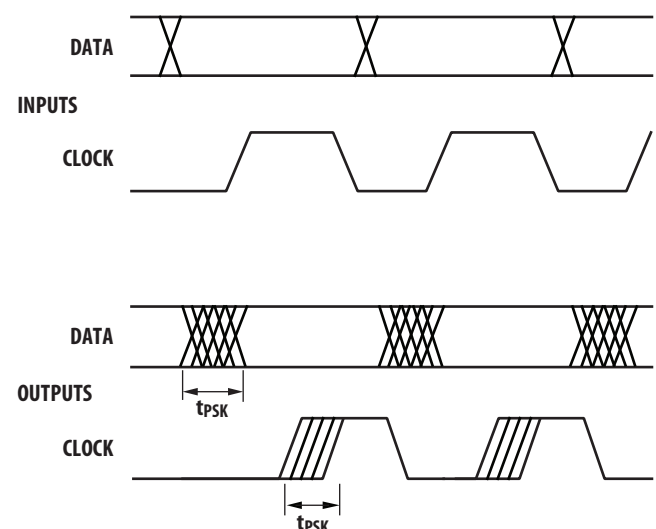 DATA
INPUTS
CLOCK
DATA
OUTPUTS
tPSK
CLOCK
tPSK